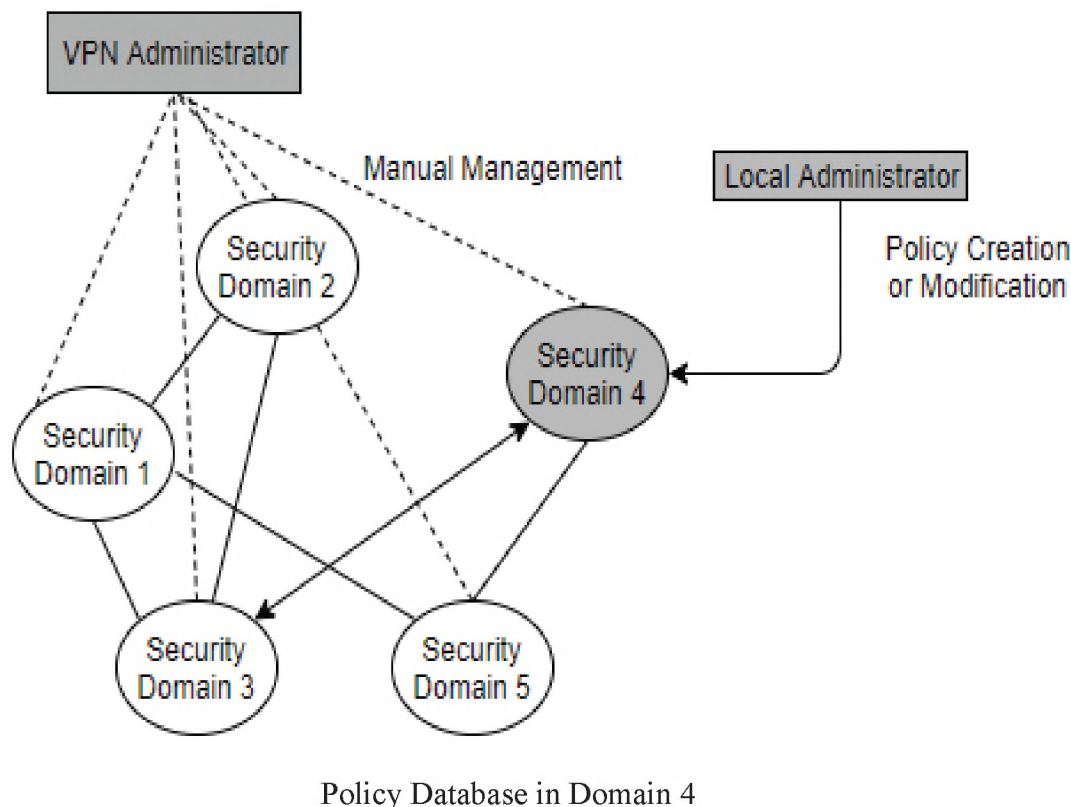 VPN Administrator
Manual Management
Local Administrator
Policy Creation
or Modification
Security
Domain 2
Security
Domain 4
Security
Domain 1
Security
Domain 3
Security
Domain 5
Policy Database in Domain 4